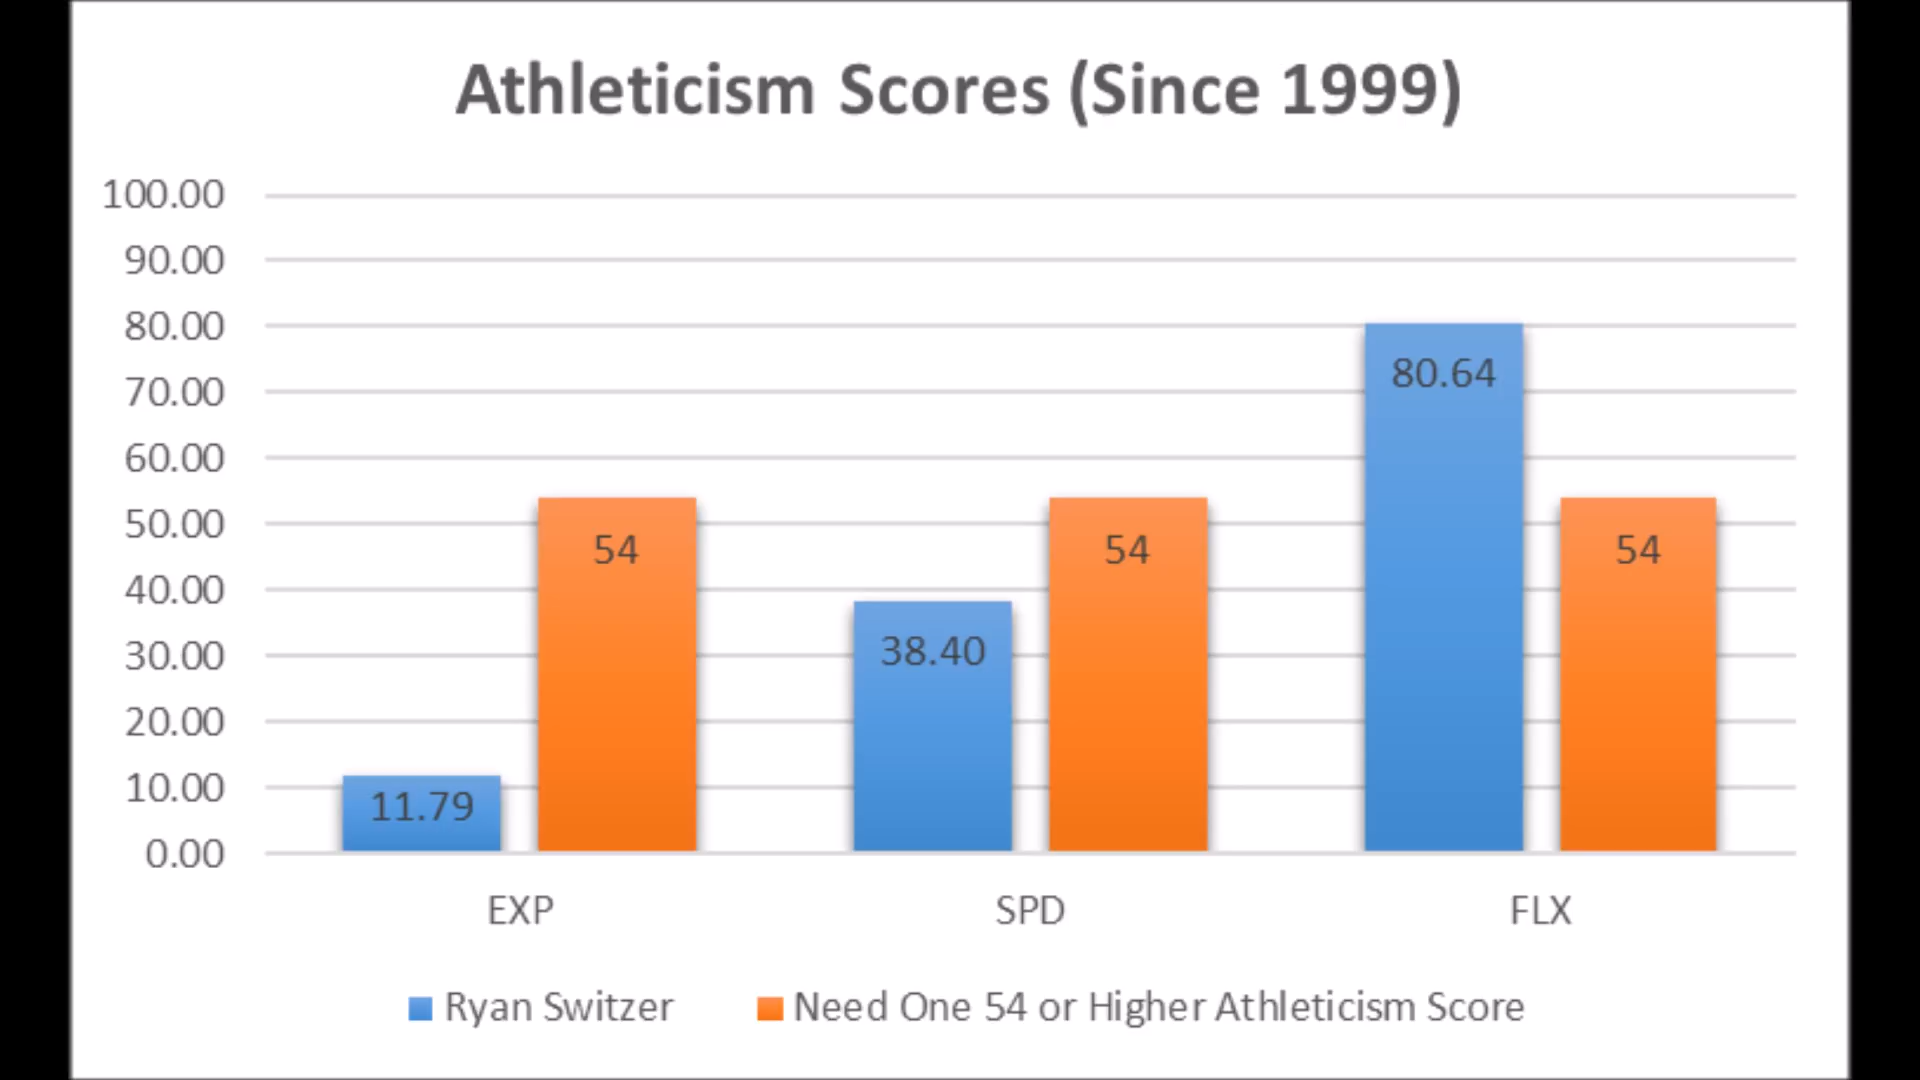 Athleticism Scores (Since 1999)
100.00
90.00
80.00
70.00
60.00
50.00
40.00
30.00
20.00
10.00
0.00
11.79
54
38.40
54
80.64
54
EXP
SPD
FLX
Ryan Switzer
Need One 54 or Higher Athleticism Score